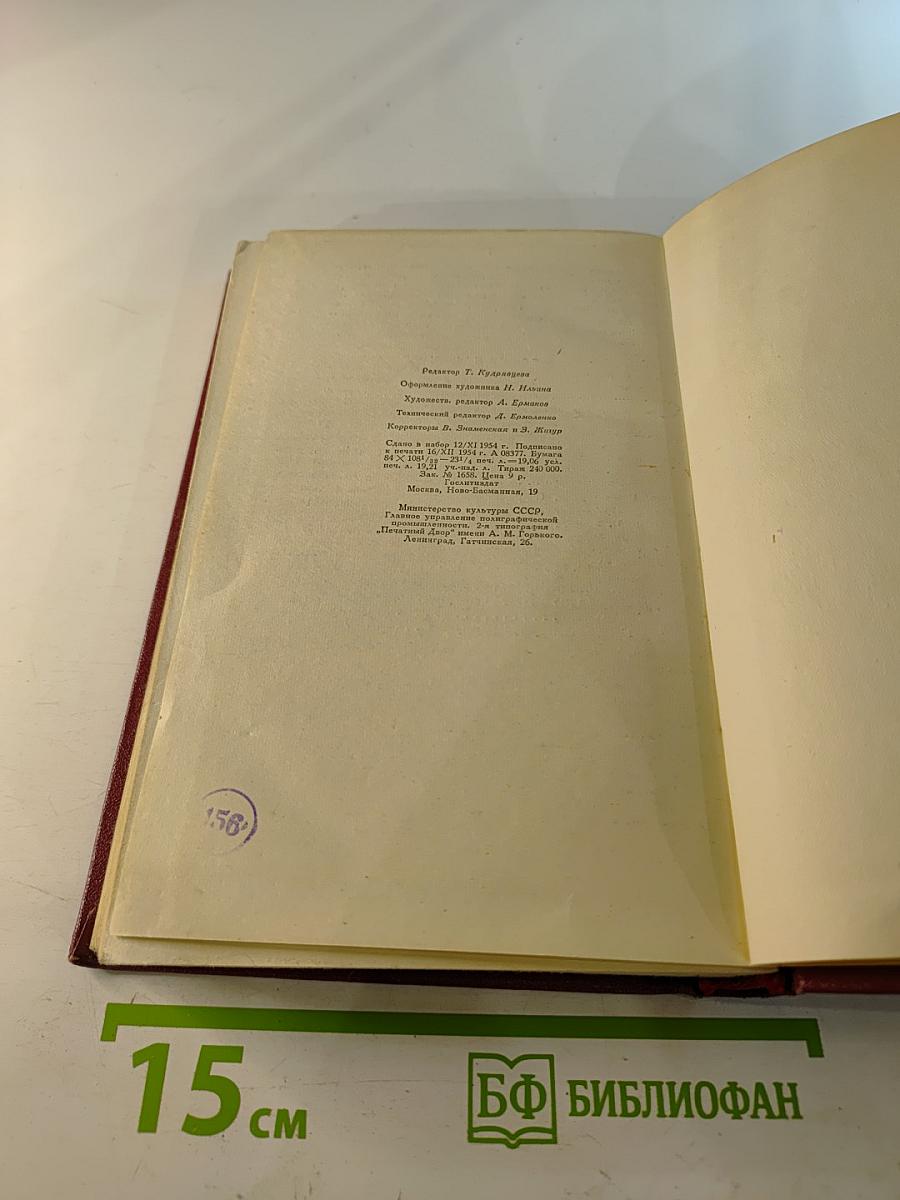 Редактор Т. Кудрявцева
Оформление художника Н. Ильина
Художеств. редактор А. Ермаков
Технический редактор Д. Ермоленко
Корректоры В. Знаменская и Э. Жигур
Сдано в набор 12/XI 1954 г. Подписано
к печати 16/XII 1954 г. А 08377. Бумага
84 × 108¹/₃₂—23¹/₄ печ. л.—19,06 усл.
печ. л. 19,21 уч.-изд. л. Тираж 240 000.
Зак. № 1658. Цена 9 р.
Гослитиздат
Москва, Ново-Басманная, 19
Министерство культуры СССР,
Главное управление полиграфической
промышленности. 2-я типография
„Печатный Двор" имени А. М. Горького.
Ленинград, Гатчинская, 26.
15 см
БФ БИБЛИОФАН